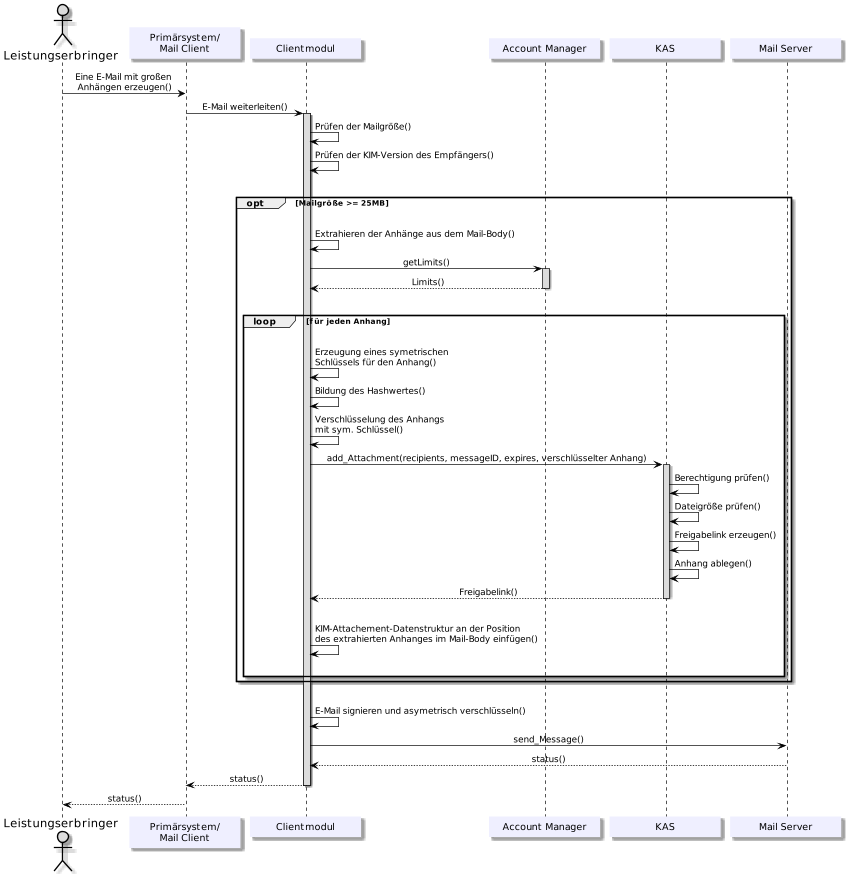 Leistungserbringer
Primärsystem/
Mail Client
Clientmodul
Account Manager
KAS
Mail Server
Eine E-Mail mit großen
Anhängen erzeugen()
E-Mail weiterleiten()
Prüfen der Mailgröße()
Prüfen der KIM-Version des Empfängers()
opt
[Mailgröße >= 25MB]
Extrahieren der Anhänge aus dem Mail-Body()
getLimits()
Limits()
loop
[für jeden Anhang]
Erzeugung eines symetrischen
Schlüssels für den Anhang()
Bildung des Hashwertes()
Verschlüsselung des Anhangs
mit sym. Schlüssel()
add_Attachment(recipients, messageID, expires, verschlüsselter Anhang)
Berechtigung prüfen()
Dateigröße prüfen()
Freigabelink erzeugen()
Anhang ablegen()
Freigabelink()
KIM-Attachement-Datenstruktur an der Position
des extrahierten Anhanges im Mail-Body einfügen()
E-Mail signieren und asymetrisch verschlüsseln()
send_Message()
status()
status()
status()
Leistungserbringer
Primärsystem/
Mail Client
Clientmodul
Account Manager
KAS
Mail Server